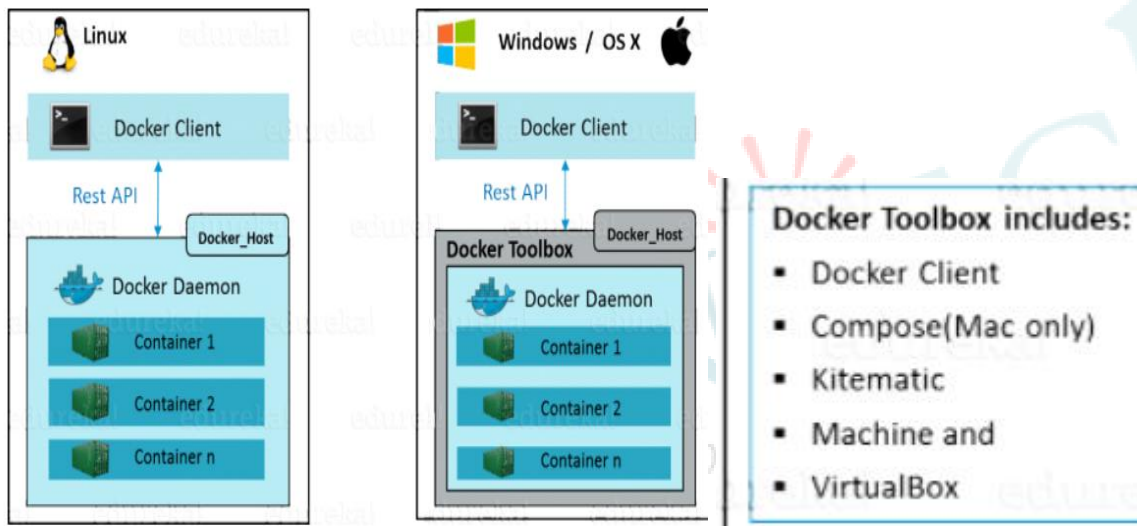 Linux
Docker Client
Rest API
Docker_Host
Docker Daemon
Container 1
Container 2
Container n
Windows / OS X
Docker Client
Rest API
Docker_Host
Docker Toolbox
Docker Daemon
Container 1
Container 2
Container n
Docker Toolbox includes:
▪ Docker Client
▪ Compose(Mac only)
▪ Kitematic
▪ Machine and
▪ VirtualBox